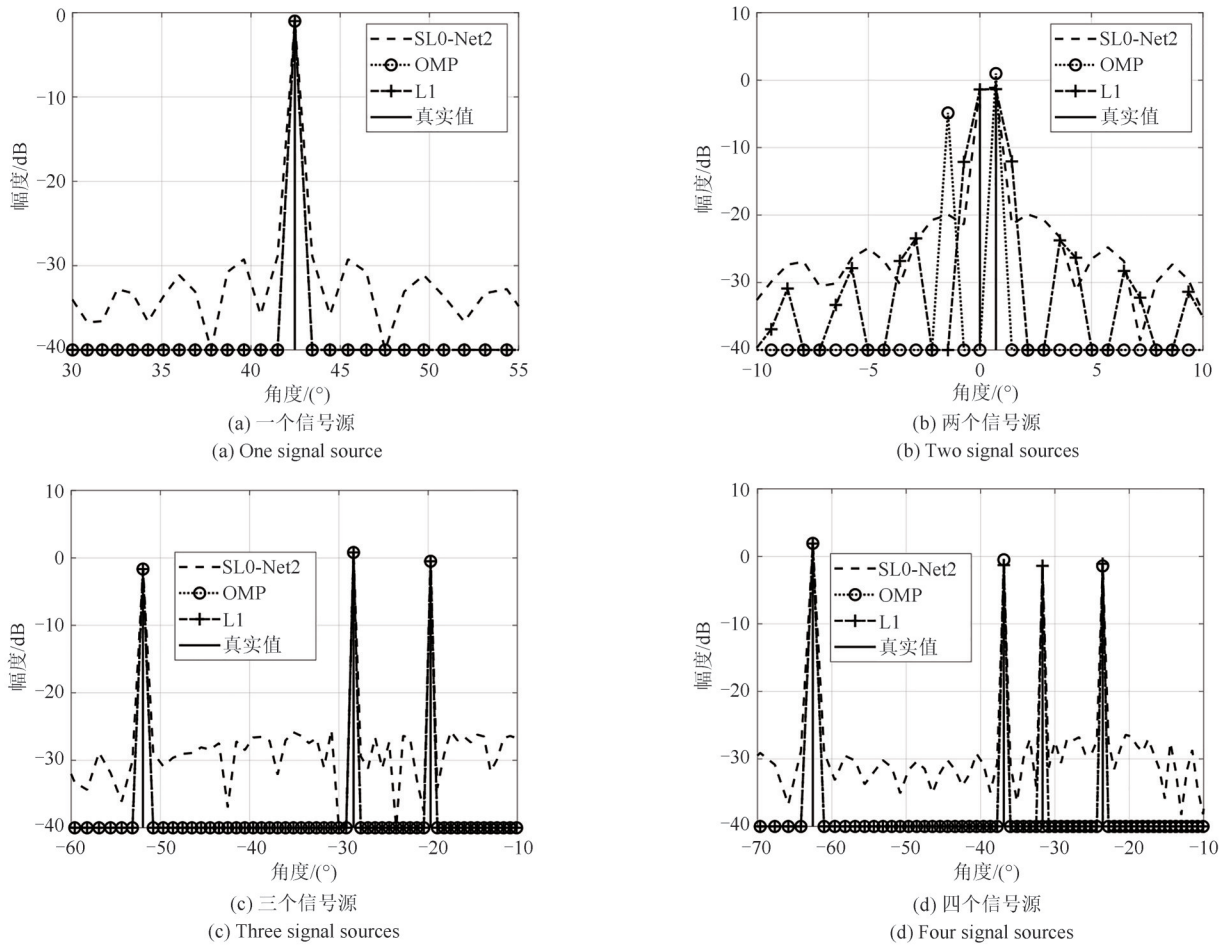 0
−10
−20
−30
−40
幅度/dB
SL0-Net2
OMP
L1
真实值
30
35
40
45
50
55
角度/(°)
(a) 一个信号源
(a) One signal source
10
0
−10
−20
−30
−40
幅度/dB
SL0-Net2
OMP
L1
真实值
−10
−5
0
5
10
角度/(°)
(b) 两个信号源
(b) Two signal sources
10
0
−10
−20
−30
−40
幅度/dB
SL0-Net2
OMP
L1
真实值
−60
−50
−40
−30
−20
−10
角度/(°)
(c) 三个信号源
(c) Three signal sources
10
0
−10
−20
−30
−40
幅度/dB
SL0-Net2
OMP
L1
真实值
−70
−60
−50
−40
−30
−20
−10
角度/(°)
(d) 四个信号源
(d) Four signal sources